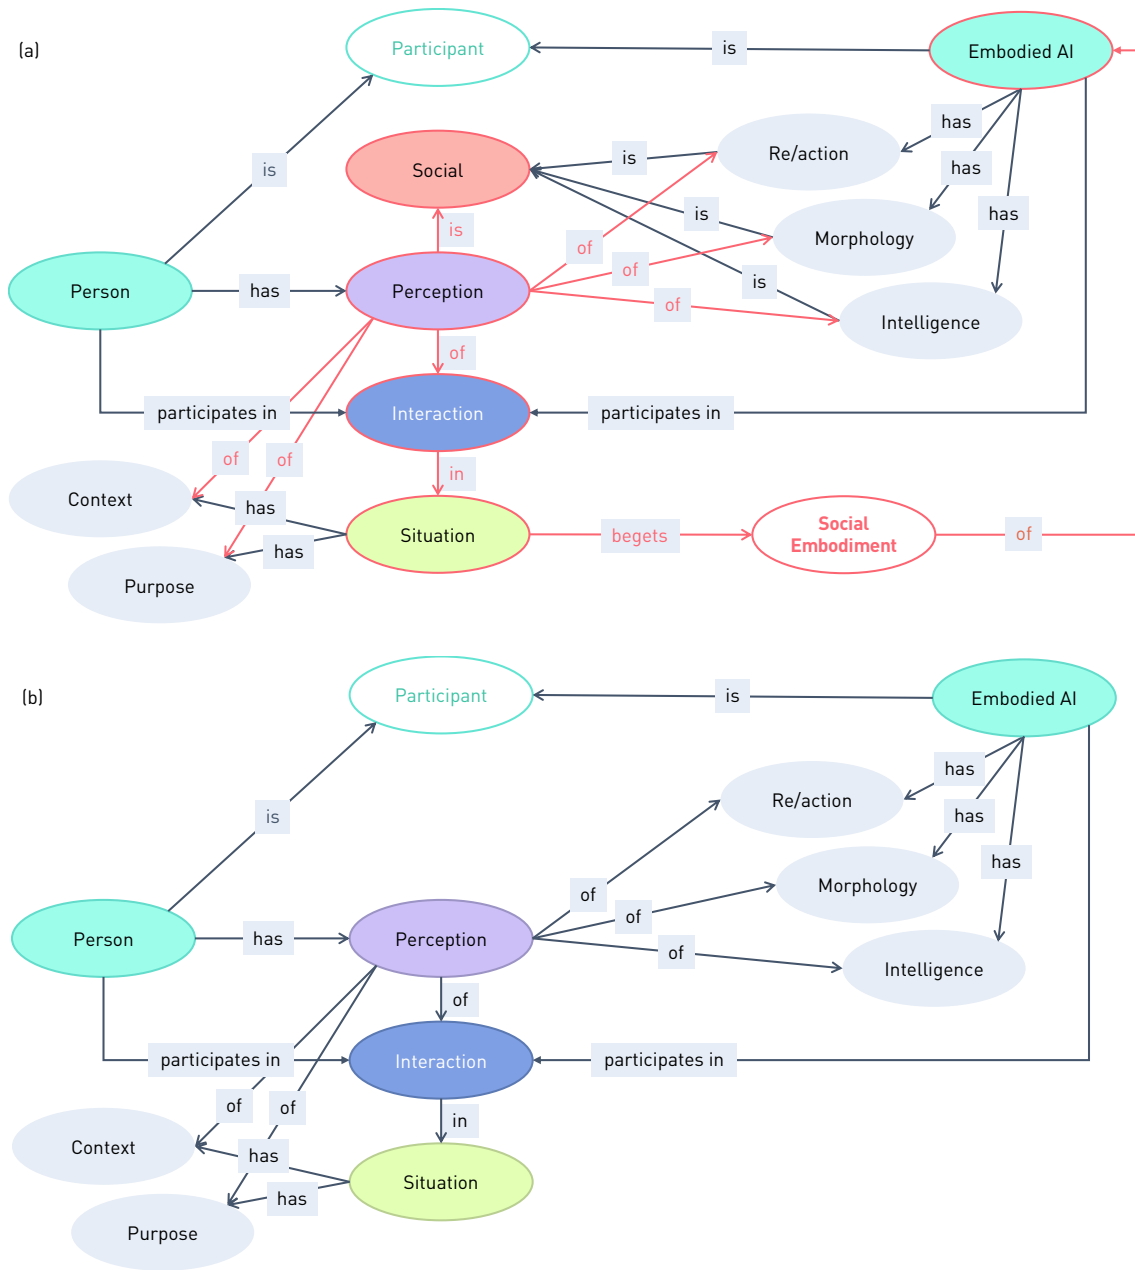 (a)
Participant
is
Embodied AI
has
Re/action
is
has
Social
is
has
is
is
of
Morphology
of
is
Person
has
Perception
of
Intelligence
of
participates in
Interaction
participates in
of
of
in
Context
has
Situation
begets
Social
Embodiment
of
has
Purpose
(b)
Participant
is
Embodied AI
has
Re/action
is
has
has
of
Morphology
of
Person
has
Perception
of
Intelligence
of
participates in
Interaction
participates in
of
of
in
Context
has
Situation
has
Purpose